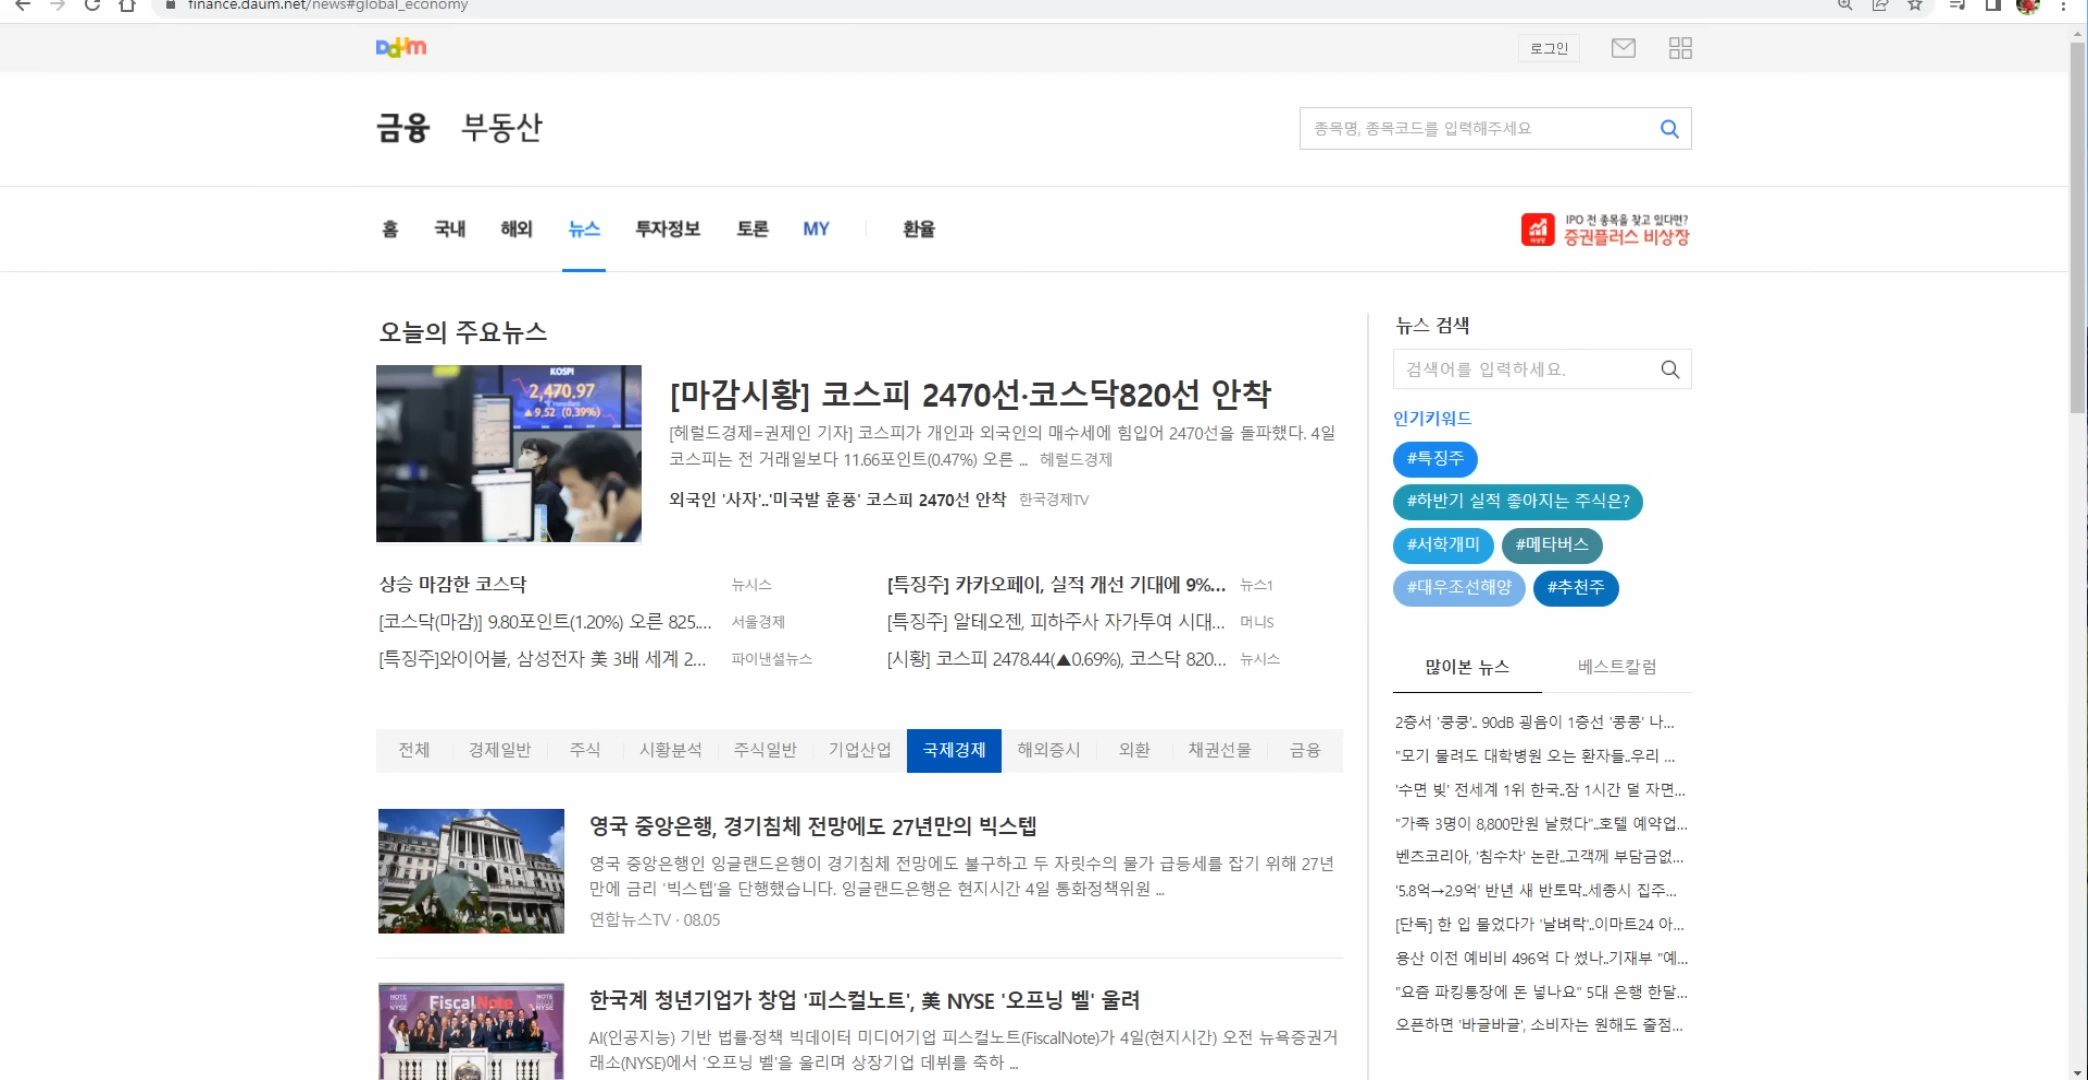 finance.daum.net/news#global_economy
Daum
로그인
금융 부동산
종목명, 종목코드를 입력해주세요
홈 국내 해외 뉴스 투자정보 토론 MY 환율
IPO 전 종목을 찾고 있다면?
증권플러스 비상장
오늘의 주요뉴스
KOSPI
2,470.97
▲9.52 (0.39%)
[마감시황] 코스피 2470선·코스닥820선 안착
[헤럴드경제=권제인 기자] 코스피가 개인과 외국인의 매수세에 힘입어 2470선을 돌파했다. 4일
코스피는 전 거래일보다 11.66포인트(0.47%) 오른 ... 헤럴드경제
외국인 '사자'..'미국발 훈풍' 코스피 2470선 안착 한국경제TV
상승 마감한 코스닥 뉴시스
[코스닥(마감)] 9.80포인트(1.20%) 오른 825.... 서울경제
[특징주]와이어블, 삼성전자 美 3배 세계 2... 파이낸셜뉴스
[특징주] 카카오페이, 실적 개선 기대에 9%... 뉴스1
[특징주] 알테오젠, 피하주사 자가투여 시대... 머니S
[시황] 코스피 2478.44(▲0.69%), 코스닥 820... 뉴시스
전체 경제일반 주식 시황분석 주식일반 기업산업 국제경제 해외증시 외환 채권선물 금융
영국 중앙은행, 경기침체 전망에도 27년만의 빅스텝
영국 중앙은행인 잉글랜드은행이 경기침체 전망에도 불구하고 두 자릿수의 물가 급등세를 잡기 위해 27년
만에 금리 '빅스텝'을 단행했습니다. 잉글랜드은행은 현지시간 4일 통화정책위원 ...
연합뉴스TV · 08.05
FiscalNote
한국계 청년기업가 창업 '피스컬노트', 美 NYSE '오프닝 벨' 울려
AI(인공지능) 기반 법률·정책 빅데이터 미디어기업 피스컬노트(FiscalNote)가 4일(현지시간) 오전 뉴욕증권거
래소(NYSE)에서 '오프닝 벨'을 울리며 상장기업 데뷔를 축하 ...
뉴스 검색
검색어를 입력하세요.
인기키워드
#특징주
#하반기 실적 좋아지는 주식은?
#서학개미 #메타버스
#대우조선해양 #추천주
많이본 뉴스 베스트칼럼
2층서 '쿵쿵'.. 90dB 굉음이 1층선 '콩콩' 나...
"모기 물려도 대학병원 오는 환자들..우리 ...
'수면 빚' 전세계 1위 한국..잠 1시간 덜 자면...
"가족 3명이 8,800만원 날렸다"..호텔 예약업...
벤츠코리아, '침수차' 논란..고객께 부담금없...
'5.8억→2.9억' 반년 새 반토막..세종시 집주...
[단독] 한 입 물었다가 '날벼락'..이마트24 아...
용산 이전 예비비 496억 다 썼나..기재부 "예...
"요즘 파킹통장에 돈 넣나요" 5대 은행 한달...
오픈하면 '바글바글', 소비자는 원해도 출점...